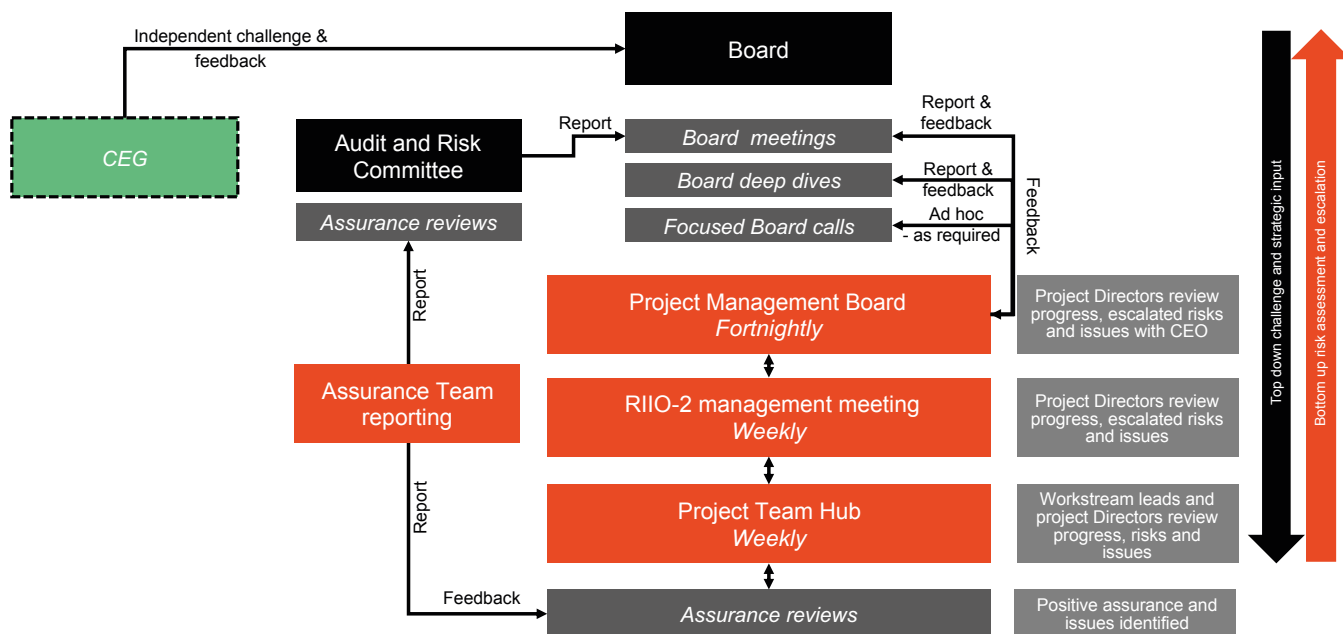 Independent challenge &
feedback
Board
CEG
Audit and Risk
Committee
Report
Board meetings
Report &
feedback
Board deep dives
Report &
feedback
Assurance reviews
Focused Board calls
Ad hoc
- as required
Feedback
Report
Project Management Board
Fortnightly
Project Directors review
progress, escalated risks
and issues with CEO
Assurance Team
reporting
RIIO-2 management meeting
Weekly
Project Directors review
progress, escalated risks
and issues
Report
Project Team Hub
Weekly
Workstream leads and
project Directors review
progress, risks and
issues
Feedback
Assurance reviews
Positive assurance and
issues identified
Top down challenge and strategic input
Bottom up risk assessment and escalation